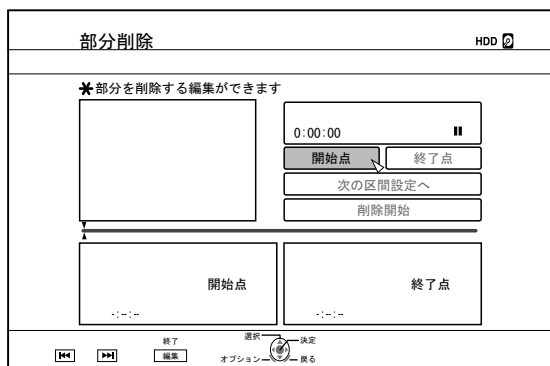 部分削除
HDD
部分を削除する編集ができます
0:00:00
開始点 終了点
次の区間設定へ
削除開始
開始点 終了点
-:--:-- -:--:--
終了 選択 決定
編集 オプション 戻る